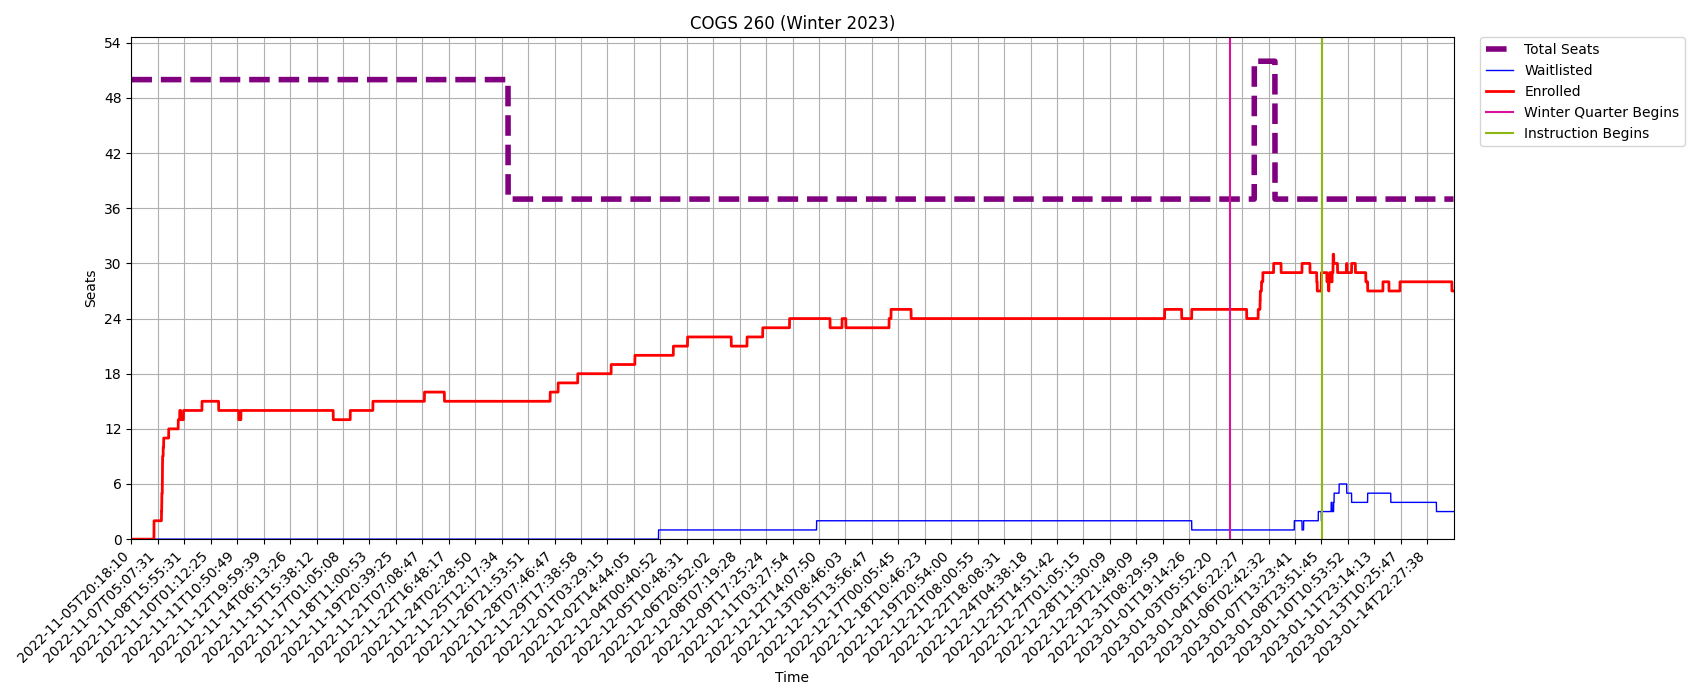 COGS 260 (Winter 2023)
54
48
42
36
30
24
18
12
6
0
Seats
Total Seats
Waitlisted
Enrolled
Winter Quarter Begins
Instruction Begins
2022-11-05T20:18:10
2022-11-07T05:07:31
2022-11-08T15:55:31
2022-11-10T01:12:25
2022-11-11T10:50:49
2022-11-12T19:59:39
2022-11-14T06:13:26
2022-11-15T15:38:12
2022-11-17T01:05:08
2022-11-18T11:00:53
2022-11-19T20:39:25
2022-11-21T07:08:47
2022-11-22T16:48:17
2022-11-24T02:28:50
2022-11-25T12:17:34
2022-11-26T21:53:51
2022-11-28T07:46:47
2022-11-29T17:38:58
2022-12-01T03:29:15
2022-12-02T14:44:05
2022-12-04T00:40:52
2022-12-05T10:48:31
2022-12-06T20:52:02
2022-12-08T07:19:28
2022-12-09T17:25:24
2022-12-11T03:27:54
2022-12-12T14:07:50
2022-12-13T08:46:03
2022-12-15T13:56:47
2022-12-17T00:05:45
2022-12-18T10:46:23
2022-12-19T20:54:00
2022-12-21T08:00:55
2022-12-22T18:08:31
2022-12-24T04:38:18
2022-12-25T14:51:42
2022-12-27T01:05:15
2022-12-28T11:30:09
2022-12-29T21:49:09
2022-12-31T08:29:59
2023-01-01T19:14:26
2023-01-03T05:52:20
2023-01-04T16:22:27
2023-01-06T02:42:32
2023-01-07T13:23:41
2023-01-08T23:51:45
2023-01-10T10:53:52
2023-01-11T23:14:13
2023-01-13T10:25:47
2023-01-14T22:27:38
Time